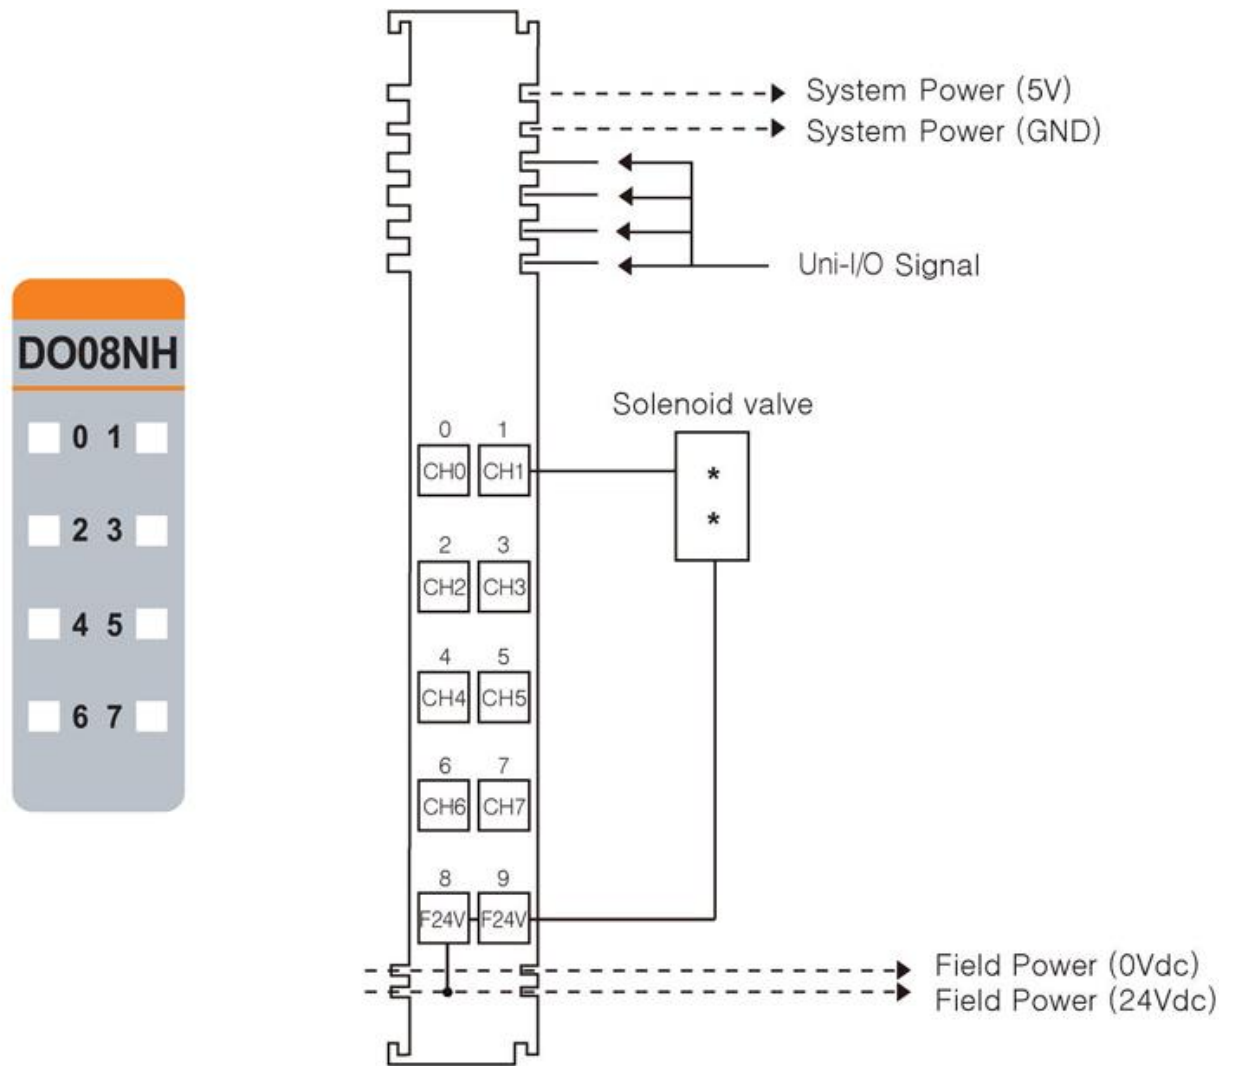 System Power (5V)
System Power (GND)
Uni-I/O Signal
DO08NH
0 1
2 3
4 5
6 7
Solenoid valve
0 1
CH0 CH1
*
*
2 3
CH2 CH3
4 5
CH4 CH5
6 7
CH6 CH7
8 9
F24V F24V
Field Power (0Vdc)
Field Power (24Vdc)